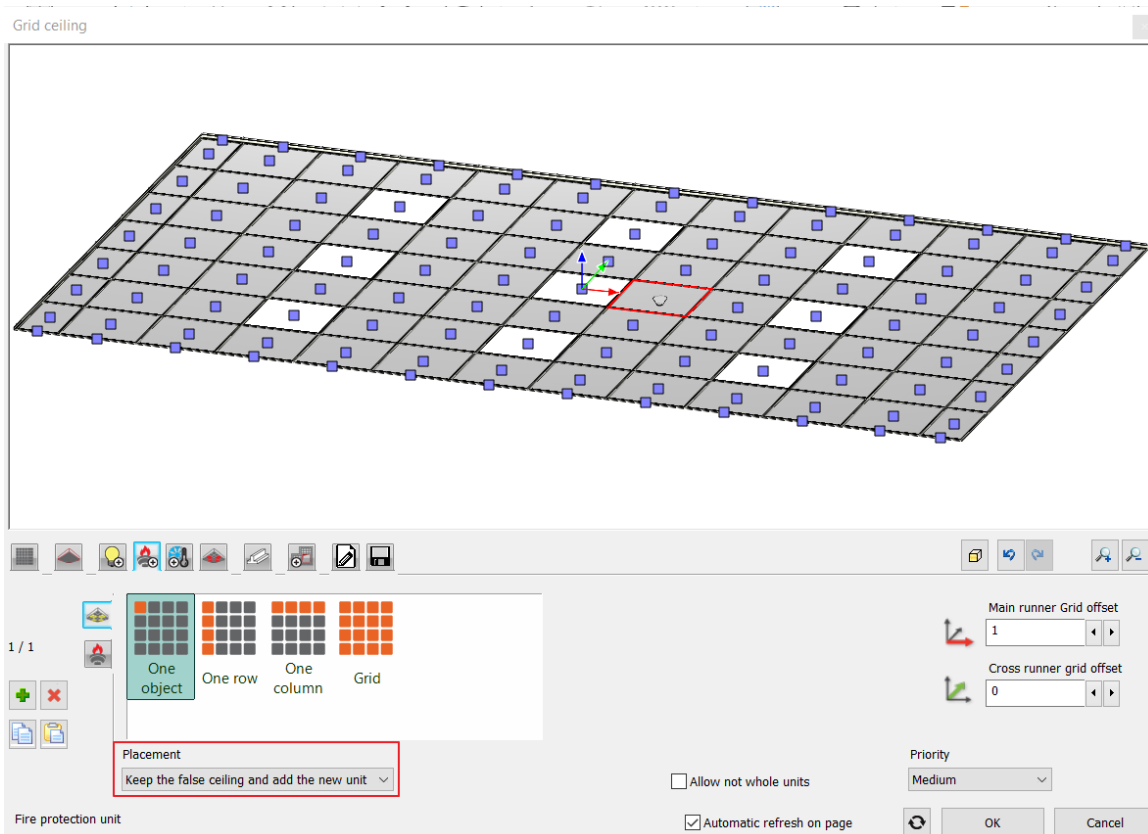 Grid ceiling
One
object
One row
One
column
Grid
1 / 1
Main runner Grid offset
1
Cross runner grid offset
0
Placement
Keep the false ceiling and add the new unit
Allow not whole units
Priority
Medium
Fire protection unit
Automatic refresh on page
OK
Cancel